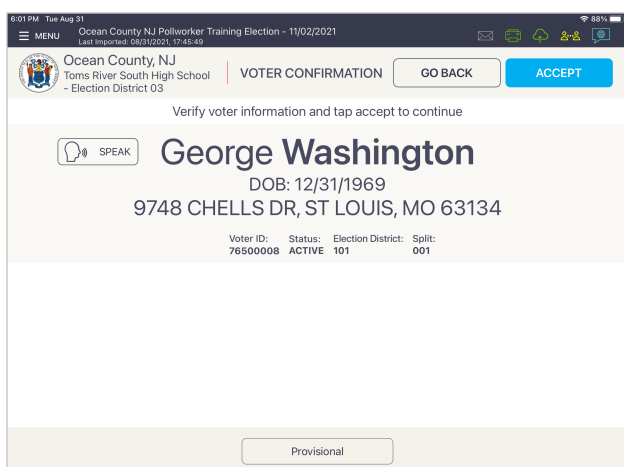 6:01 PM Tue Aug 31
88%
MENU
Ocean County NJ Pollworker Training Election - 11/02/2021
Last Imported: 08/31/2021, 17:45:49
Ocean County, NJ
Toms River South High School
- Election District 03
VOTER CONFIRMATION
GO BACK
ACCEPT
Verify voter information and tap accept to continue
SPEAK
George Washington
DOB: 12/31/1969
9748 CHELLS DR, ST LOUIS, MO 63134
Voter ID: Status: Election District: Split:
76500008 ACTIVE 101 001
Provisional